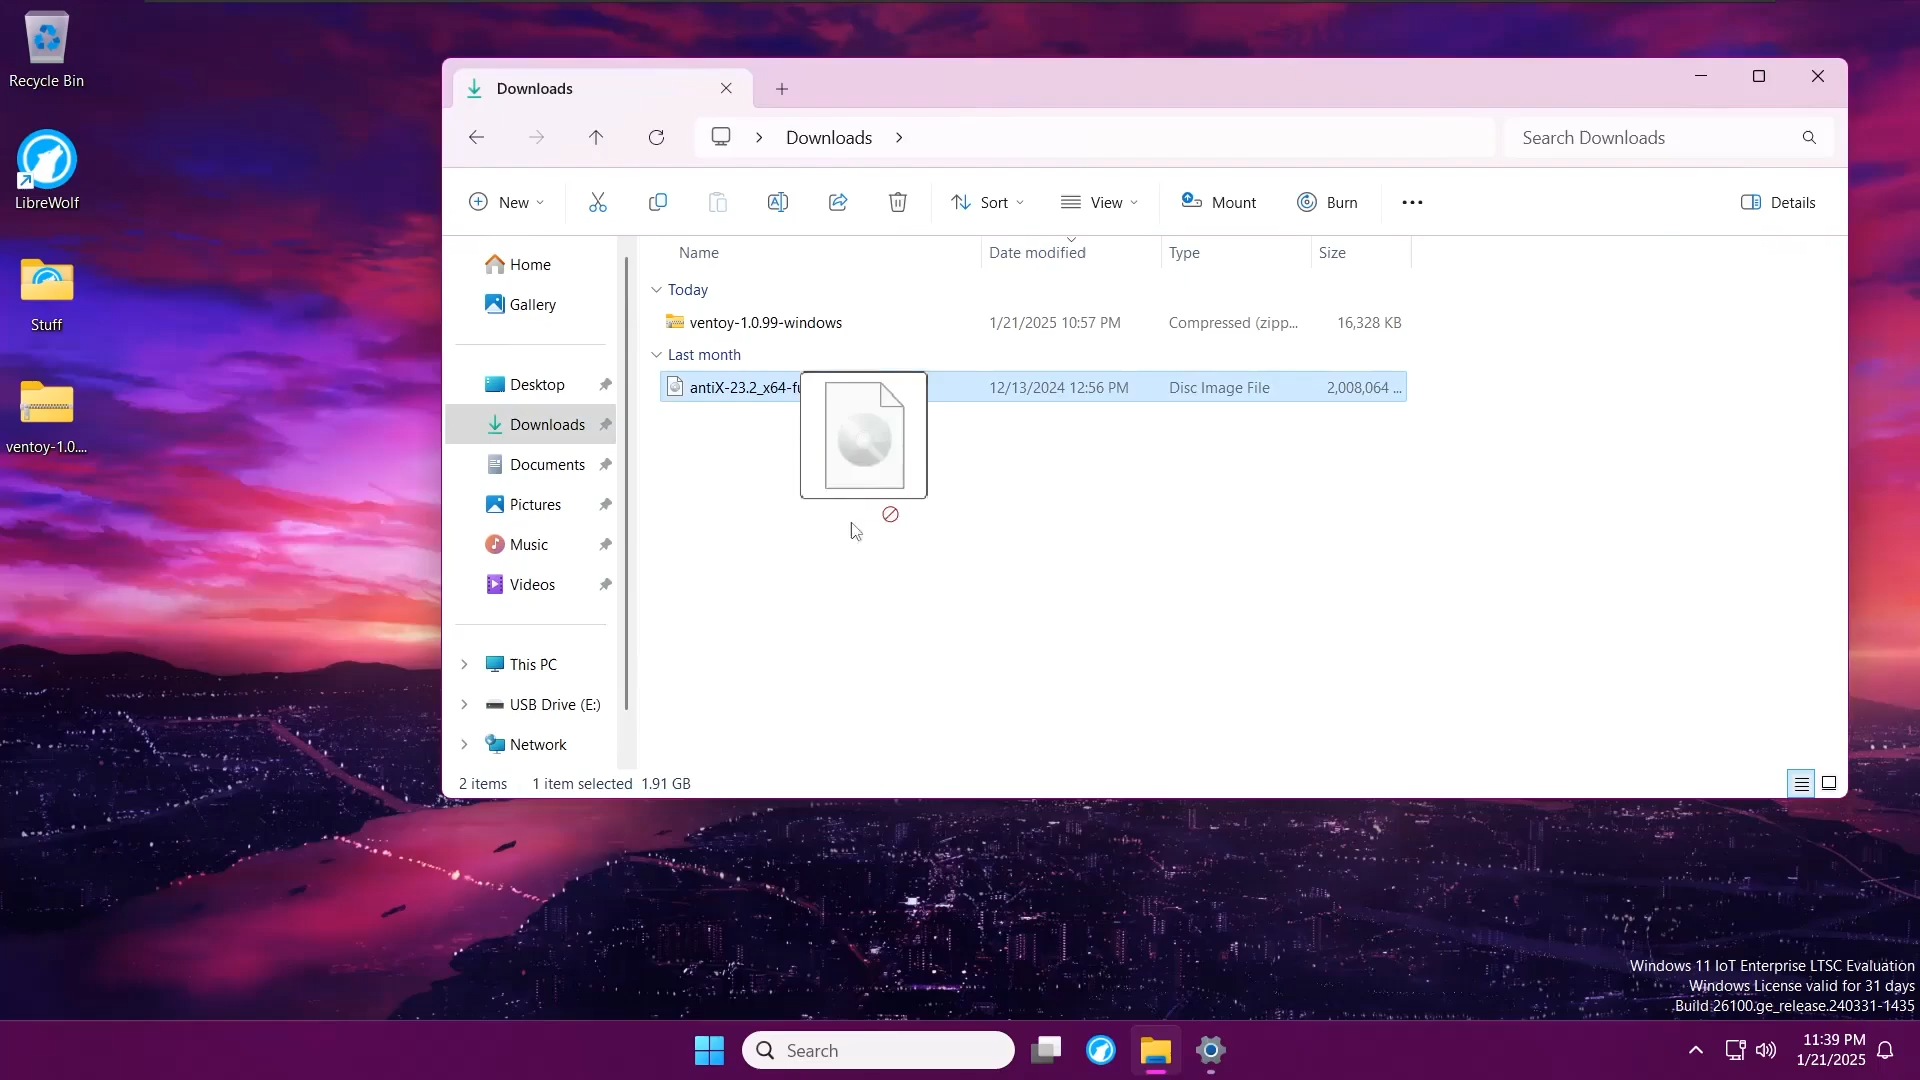 Recycle Bin
LibreWolf
Stuff
ventoy-1.0....
Downloads
Downloads
Search Downloads
New
Sort
View
Mount
Burn
Details
Home
Gallery
Desktop
Downloads
Documents
Pictures
Music
Videos
This PC
USB Drive (E:)
Network
Name Date modified Type Size
Today
ventoy-1.0.99-windows 1/21/2025 10:57 PM Compressed (zipp... 16,328 KB
Last month
antiX-23.2_x64-fu 12/13/2024 12:56 PM Disc Image File 2,008,064 ...
2 items 1 item selected 1.91 GB
Windows 11 IoT Enterprise LTSC Evaluation
Windows License valid for 31 days
Build 26100.ge_release.240331-1435
Search
11:39 PM
1/21/2025